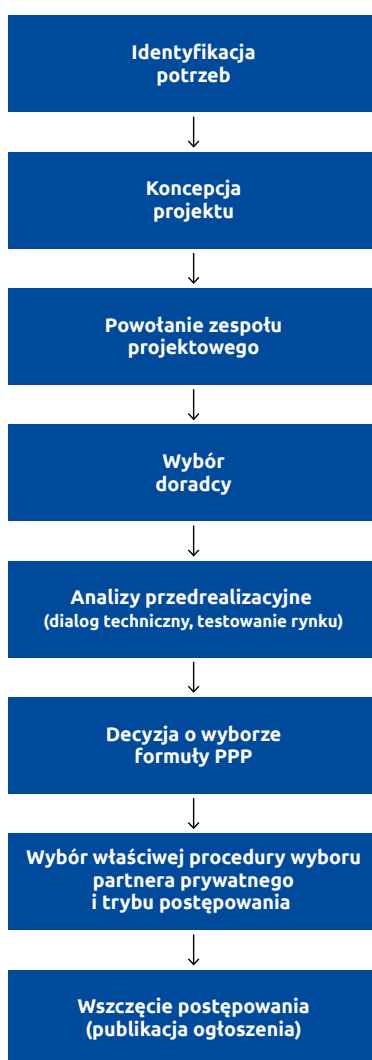 Identyfikacja
potrzeb
Koncepcja
projektu
Powołanie zespołu
projektowego
Wybór
doradcy
Analizy przedrealizacyjne
(dialog techniczny, testowanie rynku)
Decyzja o wyborze
formuły PPP
Wybór właściwej procedury wyboru
partnera prywatnego
i trybu postępowania
Wszczęcie postępowania
(publikacja ogłoszenia)